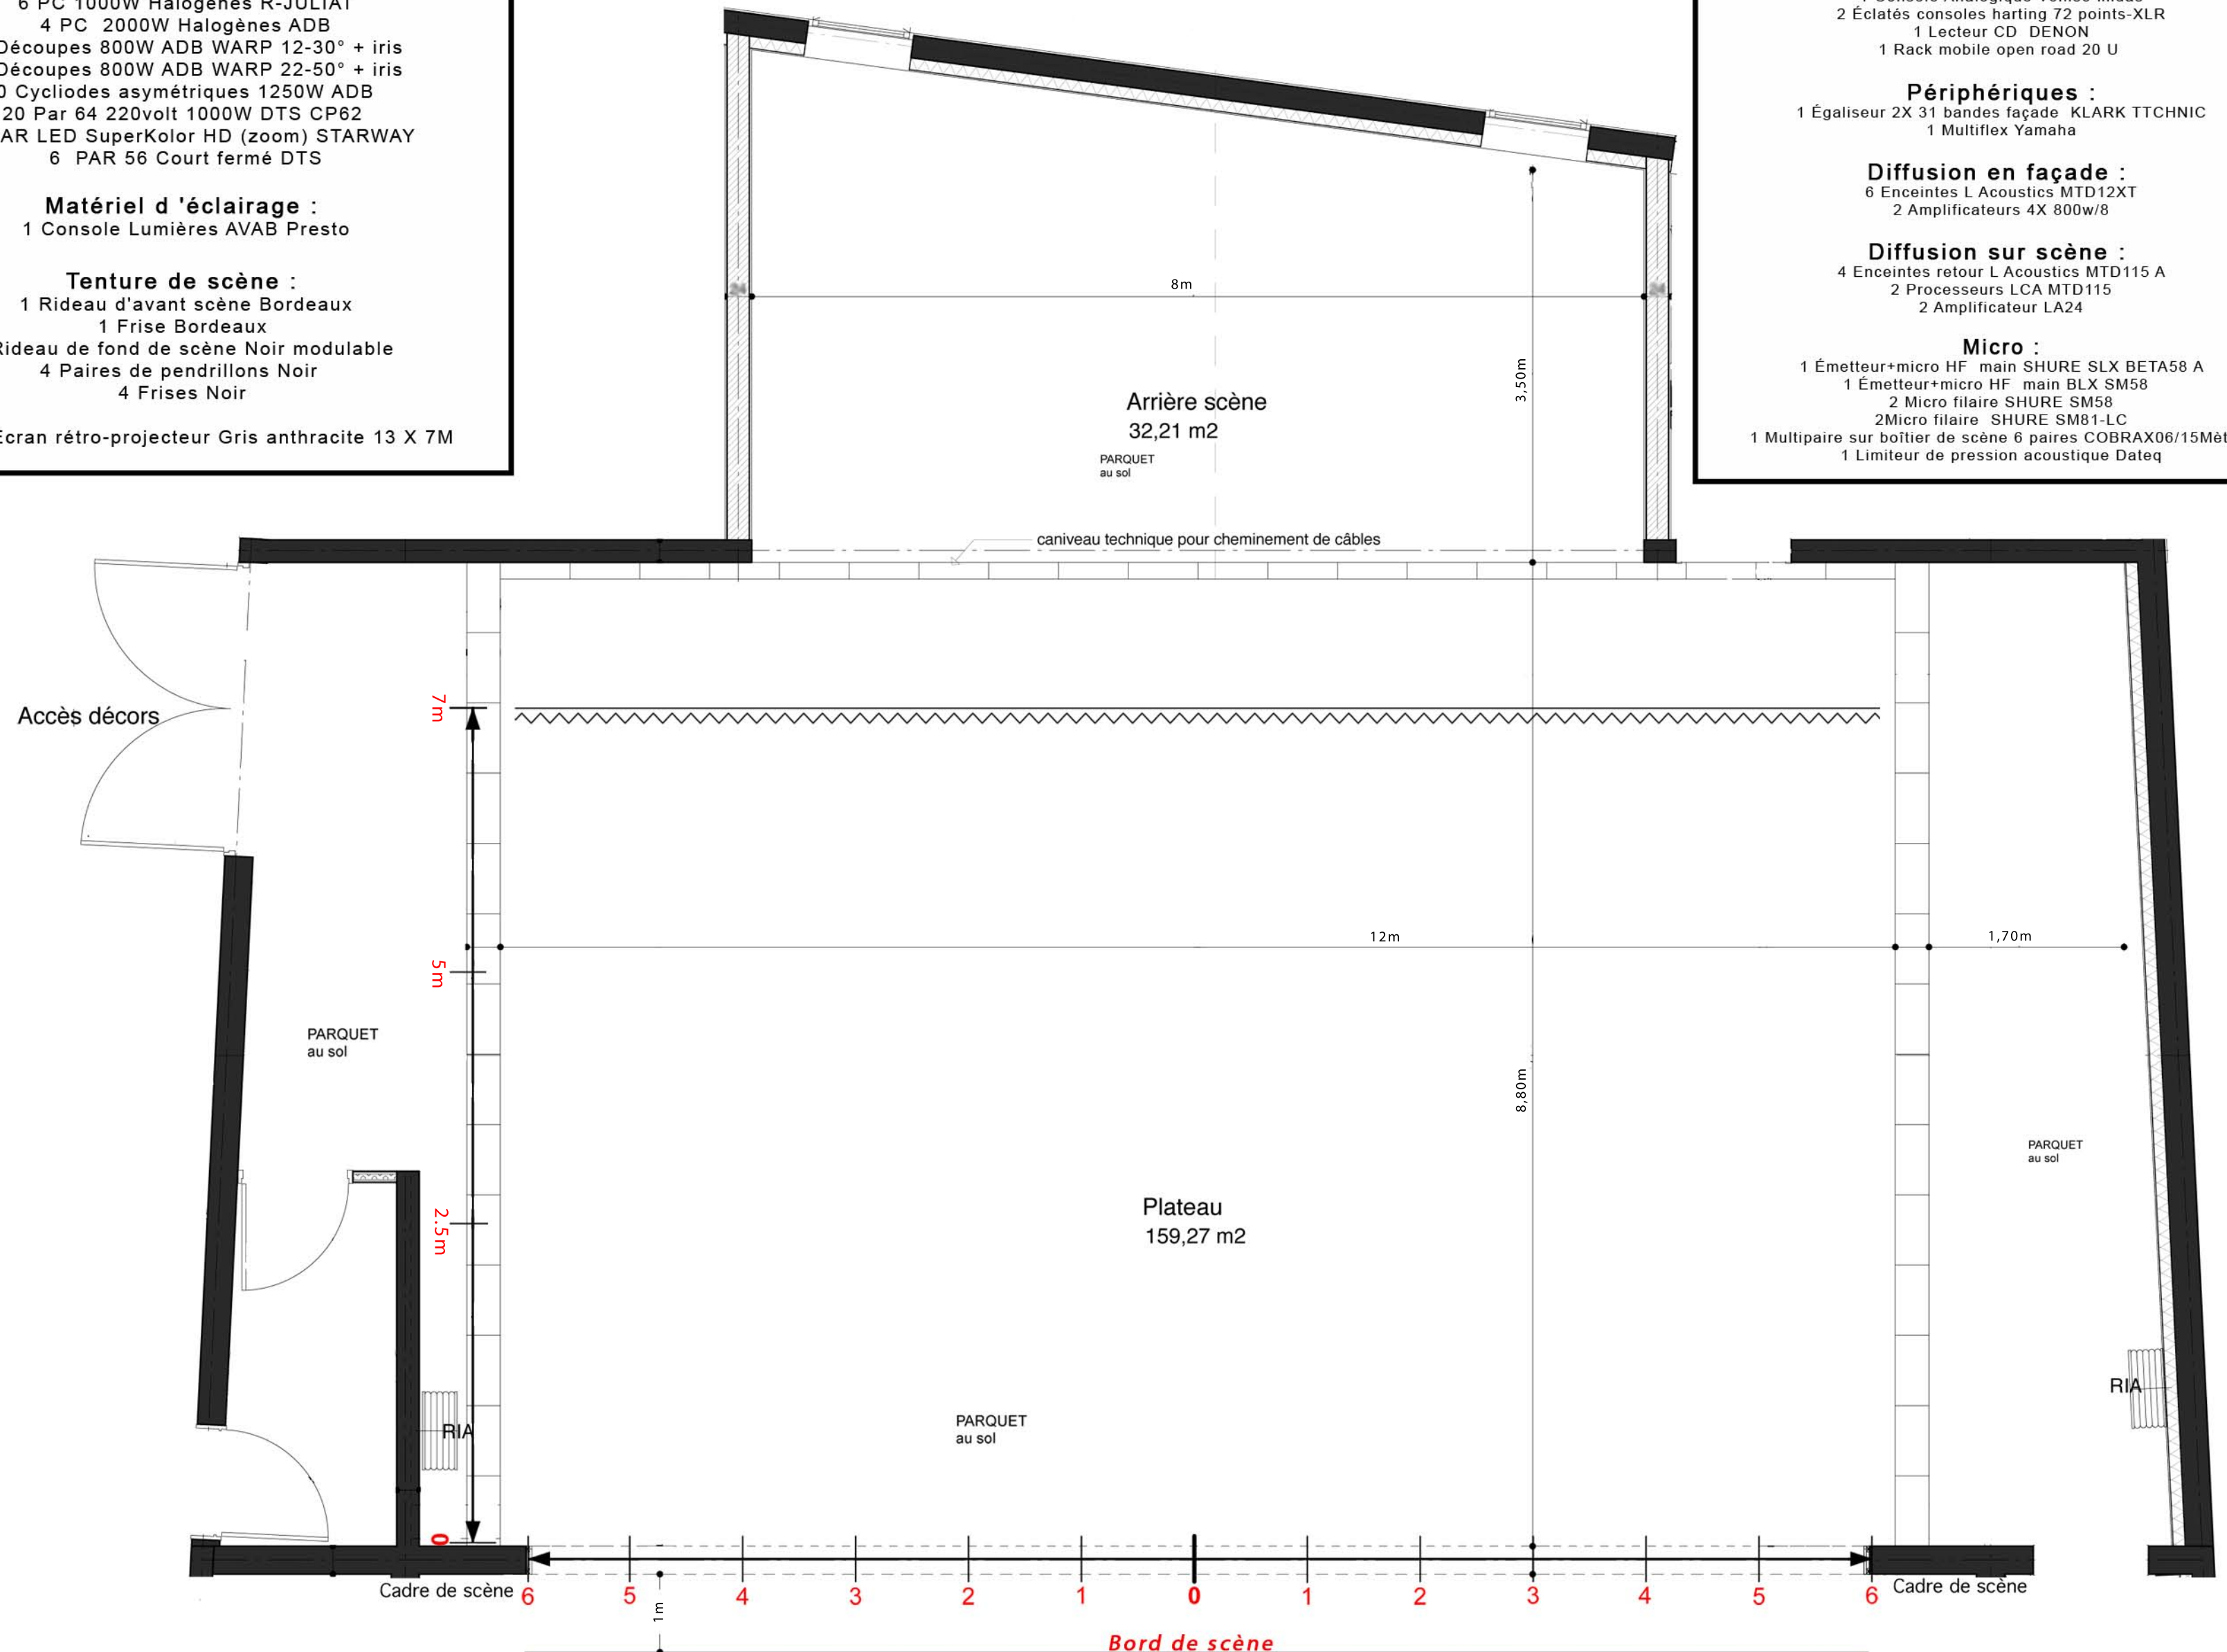 6 PC 1000W Halogènes R-JULIAT
4 PC 2000W Halogènes ADB
Découpes 800W ADB WARP 12-30° + iris
Découpes 800W ADB WARP 22-50° + iris
0 Cycliodes asymétriques 1250W ADB
20 Par 64 220volt 1000W DTS CP62
AR LED SuperKolor HD (zoom) STARWAY
6 PAR 56 Court fermé DTS
Matériel d 'éclairage :
1 Console Lumières AVAB Presto
Tenture de scène :
1 Rideau d'avant scène Bordeaux
1 Frise Bordeaux
Rideau de fond de scène Noir modulable
4 Paires de pendrillons Noir
4 Frises Noir
Ecran rétro-projecteur Gris anthracite 13 X 7M
2 Éclatés consoles harting 72 points-XLR
1 Lecteur CD DENON
1 Rack mobile open road 20 U
Périphériques :
1 Égaliseur 2X 31 bandes façade KLARK TTCHNIC
1 Multiflex Yamaha
Diffusion en façade :
6 Enceintes L Acoustics MTD12XT
2 Amplificateurs 4X 800w/8
Diffusion sur scène :
4 Enceintes retour L Acoustics MTD115 A
2 Processeurs LCA MTD115
2 Amplificateur LA24
Micro :
1 Émetteur+micro HF main SHURE SLX BETA58 A
1 Émetteur+micro HF main BLX SM58
2 Micro filaire SHURE SM58
2Micro filaire SHURE SM81-LC
1 Multipaire sur boîtier de scène 6 paires COBRAX06/15Mèt
1 Limiteur de pression acoustique Dateq
24
8m
24
3,50m
Arrière scène
32,21 m2
PARQUET
au sol
caniveau technique pour cheminement de câbles
Accès décors
7m
5m
12m
1,70m
PARQUET
au sol
8,80m
PARQUET
au sol
2.5m
Plateau
159,27 m2
RIA
RIA
PARQUET
au sol
0
Cadre de scène
6 5 4 3 2 1 0 1 2 3 4 5 6
Cadre de scène
1m
Bord de scène